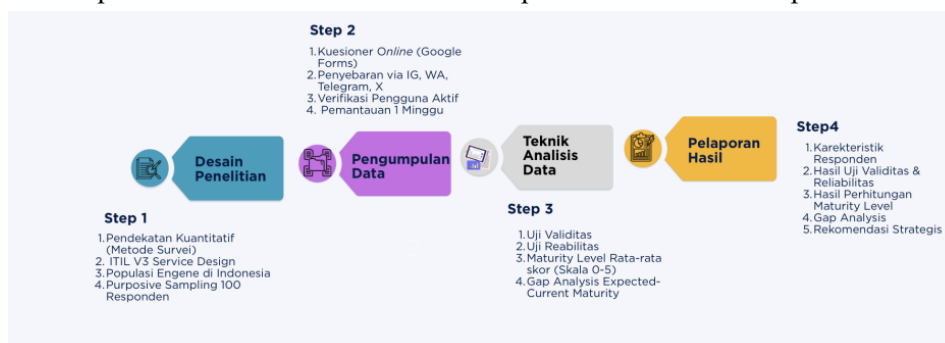 Step 2
1. Kuesioner Online (Google
Forms)
2. Penyebaran via IG, WA,
Telegram, X
3. Verifikasi Pengguna Aktif
4. Pemantauan 1 Minggu
Desain
Penelitian
Pengumpulan
Data
Teknik
Analisis
Data
Pelaporan
Hasil
Step 1
1. Pendekatan Kuantitatif
(Metode Survei)
2. ITIL V3 Service Design
3. Populasi Engene di Indonesia
4. Purposive Sampling 100
Responden
Step 3
1. Uji Validitas
2. Uji Reabilitas
3. Maturity Level Rata-rata
skor (Skala 0-5)
4. Gap Analysis Expected-
Current Maturity
Step4
1. Karekteristik
Responden
2. Hasil Uji Validitas &
Reliabilitas
3. Hasil Perhitungan
Maturity Level
4. Gap Analysis
5. Rekomendasi Strategis